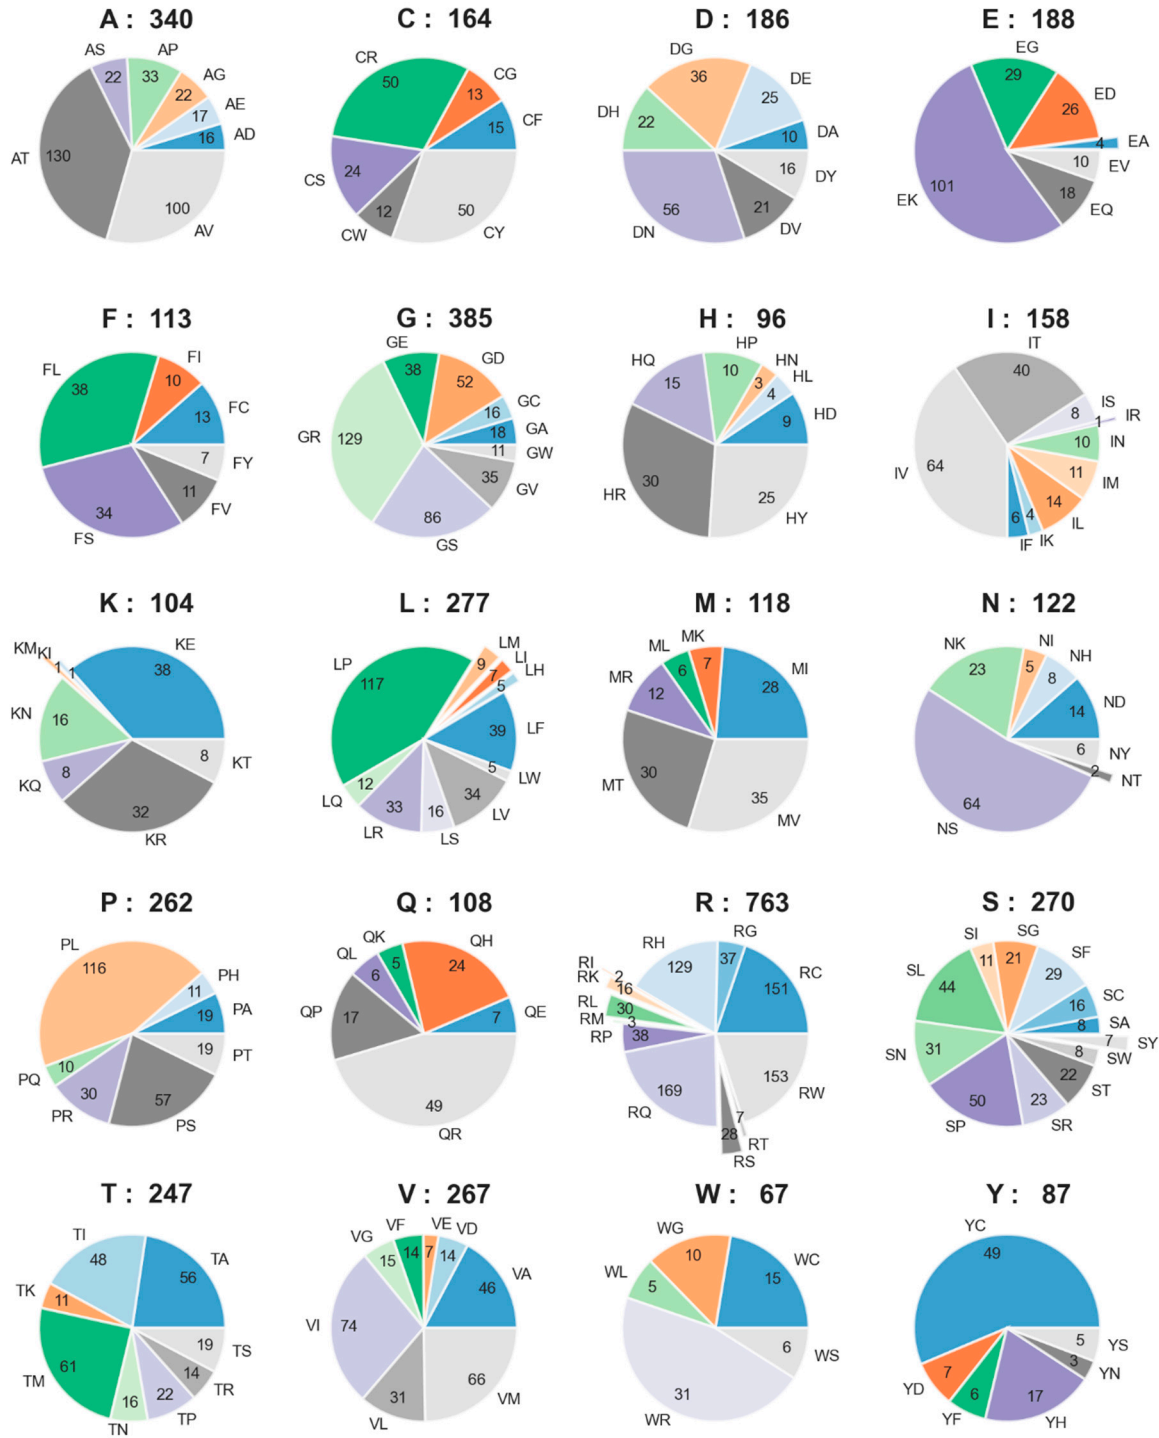 A : 340
C : 164
D : 186
E : 188
AS 22
AP 33
AG 22
AE 17
AD 16
AT 130
AV 100
CR 50
CG 13
CF 15
CS 24
CW 12
CY 50
DG 36
DE 25
DH 22
DA 10
DY 16
DN 56
DV 21
EG 29
ED 26
EA 4
EV 10
EQ 18
EK 101
F : 113
G : 385
H : 96
I : 158
FL 38
FI 10
FC 13
FY 7
FV 11
FS 34
GE 38
GD 52
GC 16
GA 18
GW 11
GV 35
GS 86
GR 129
HQ 15
HP 10
HN 3
HL 4
HD 9
HR 30
HY 25
IT 40
IS 8
IR 1
IN 10
IM 11
IL 14
IK 4
IF 6
IV 64
K : 104
L : 277
M : 118
N : 122
KM 1
KI 1
KE 38
KN 16
KQ 8
KR 32
KT 8
LP 117
LM 9
LI 7
LH 5
LF 39
LW 5
LV 34
LS 16
LR 33
LQ 12
ML 6
MK 7
MI 28
MR 12
MT 30
MV 35
NK 23
NI 5
NH 8
ND 14
NY 6
NT 2
NS 64
P : 262
Q : 108
R : 763
S : 270
PL 116
PH 11
PA 19
PT 19
PS 57
PR 30
PQ 10
QL 6
QK 5
QH 24
QE 7
QP 17
QR 49
RI 2
RK 16
RL 30
RM 3
RP 38
RH 129
RG 37
RC 151
RQ 169
RS 28
RT 7
RW 153
SI 11
SG 21
SF 29
SC 16
SA 8
SY 7
SW 8
ST 22
SR 23
SP 50
SN 31
SL 44
T : 247
V : 267
W : 67
Y : 87
TI 48
TA 56
TK 11
TM 61
TN 16
TP 22
TR 14
TS 19
VG 15
VF 14
VE 7
VD 14
VA 46
VI 74
VL 31
VM 66
WG 10
WC 15
WL 5
WR 31
WS 6
YC 49
YD 7
YF 6
YH 17
YN 3
YS 5